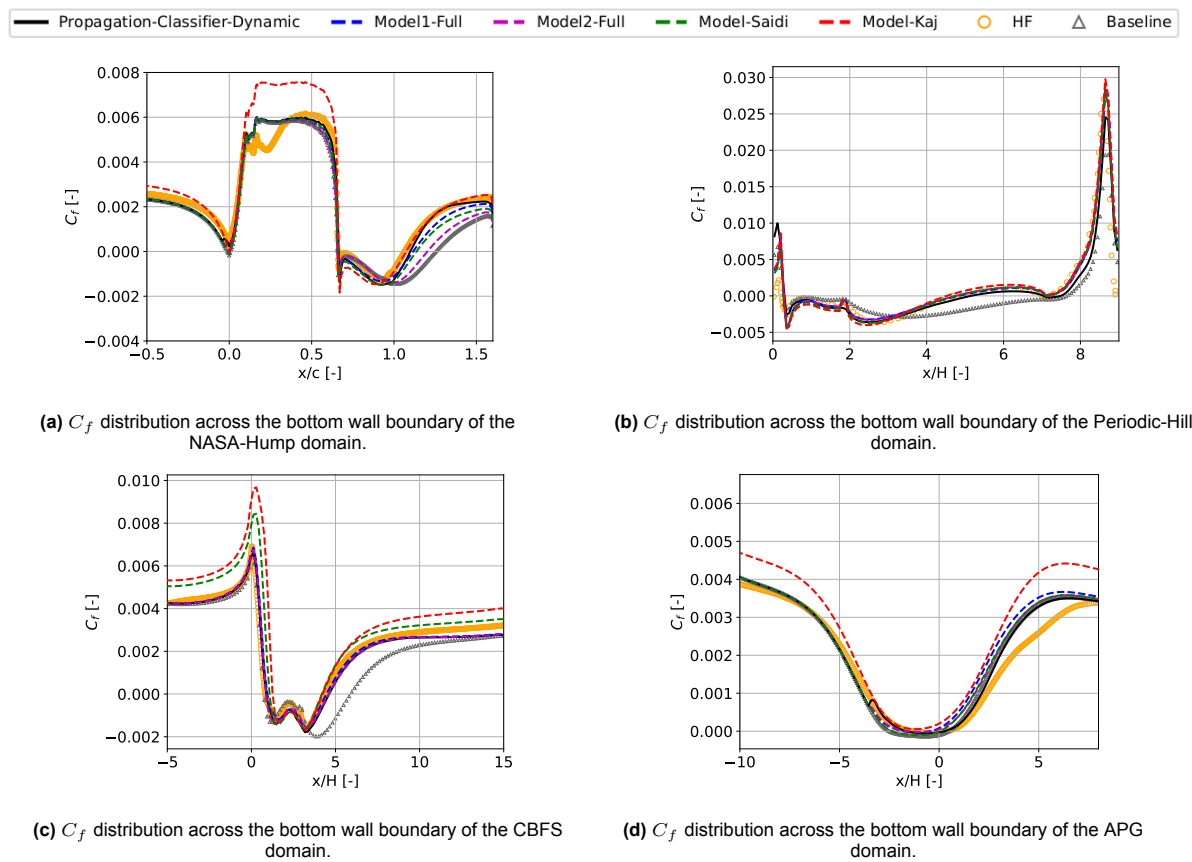 Propagation-Classifier-Dynamic Model1-Full Model2-Full Model-Saidi Model-Kaj HF Baseline
0.008
0.006
0.004
0.002
0.000
−0.002
−0.004
C_f [-]
−0.5 0.0 0.5 1.0 1.5
x/c [-]
0.030
0.025
0.020
0.015
0.010
0.005
0.000
−0.005
C_f [-]
0 2 4 6 8
x/H [-]
(a) C_f distribution across the bottom wall boundary of the
NASA-Hump domain.
(b) C_f distribution across the bottom wall boundary of the Periodic-Hill
domain.
0.010
0.008
0.006
0.004
0.002
0.000
−0.002
C_f [-]
−5 0 5 10 15
x/H [-]
0.006
0.005
0.004
0.003
0.002
0.001
0.000
C_f [-]
−10 −5 0 5
x/H [-]
(c) C_f distribution across the bottom wall boundary of the CBFS
domain.
(d) C_f distribution across the bottom wall boundary of the APG
domain.